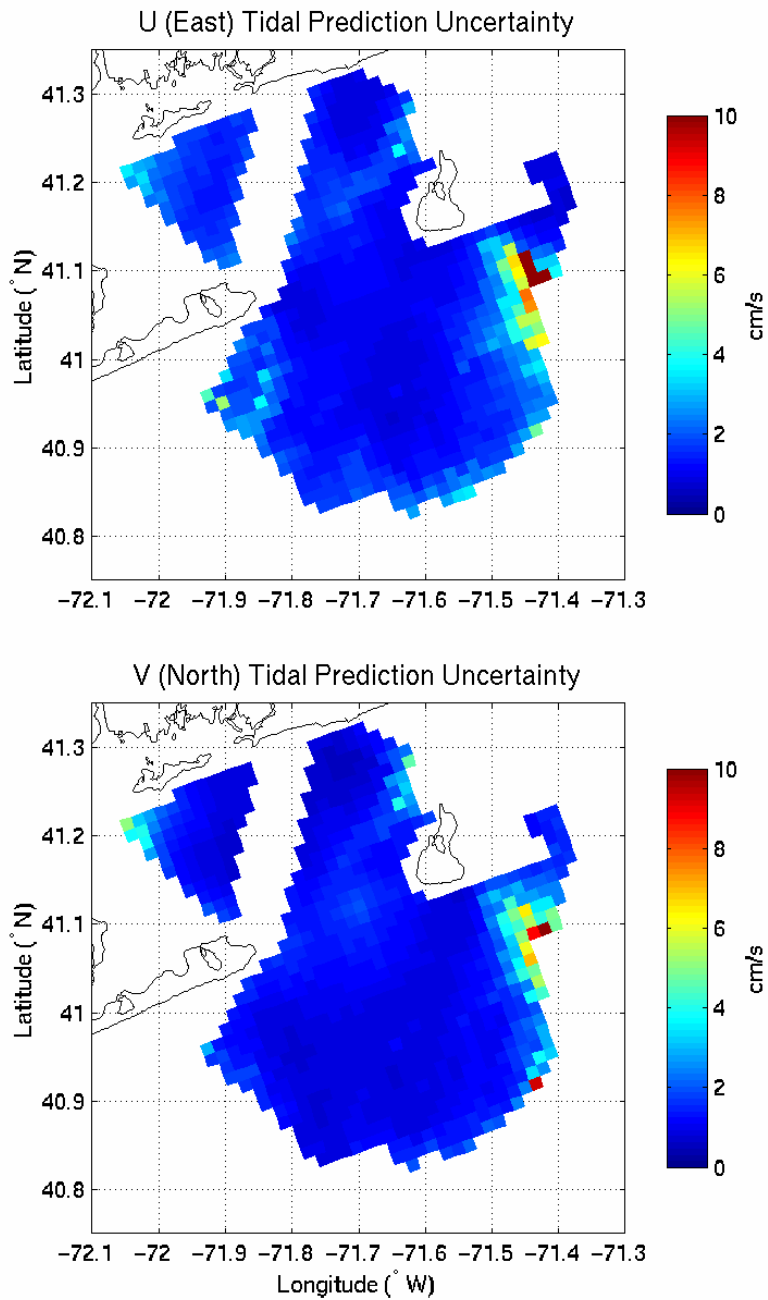 U (East) Tidal Prediction Uncertainty
41.3
41.2
41.1
41
40.9
40.8
Latitude (° N)
−72.1 −72 −71.9 −71.8 −71.7 −71.6 −71.5 −71.4 −71.3
10
8
6
4
2
0
cm/s
V (North) Tidal Prediction Uncertainty
41.3
41.2
41.1
41
40.9
40.8
Latitude (° N)
−72.1 −72 −71.9 −71.8 −71.7 −71.6 −71.5 −71.4 −71.3
Longitude (° W)
10
8
6
4
2
0
cm/s